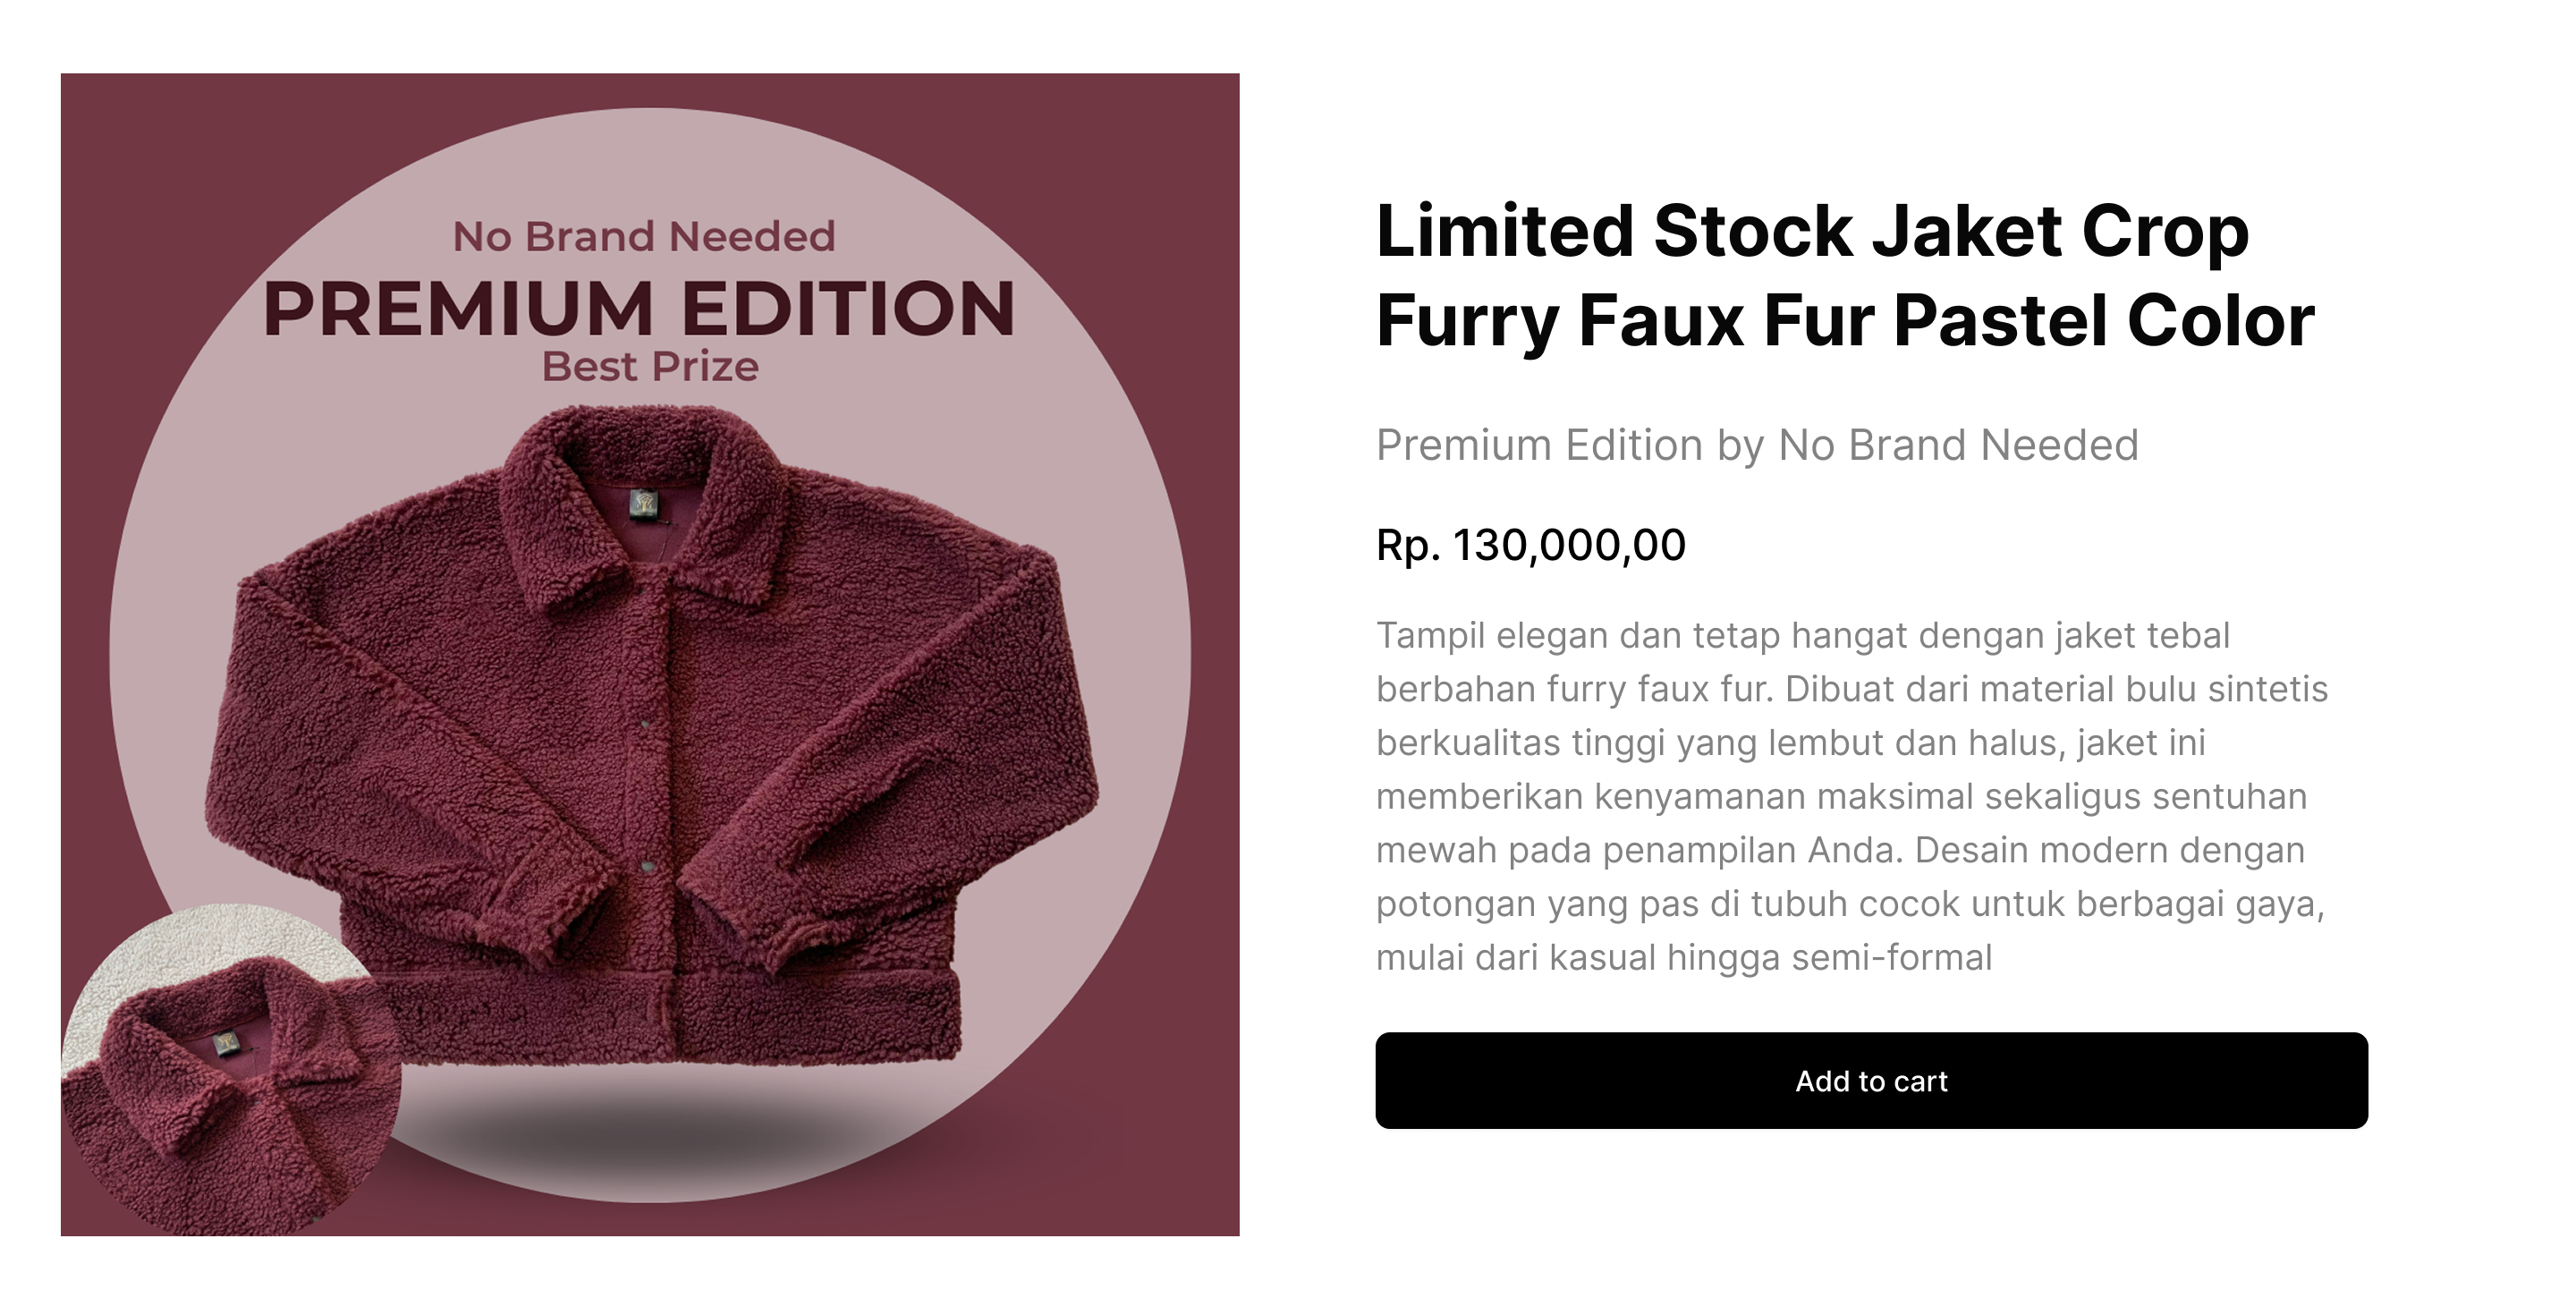 No Brand Needed
PREMIUM EDITION
Best Prize
Limited Stock Jaket Crop
Furry Faux Fur Pastel Color
Premium Edition by No Brand Needed
Rp. 130,000,00
Tampil elegan dan tetap hangat dengan jaket tebal
berbahan furry faux fur. Dibuat dari material bulu sintetis
berkualitas tinggi yang lembut dan halus, jaket ini
memberikan kenyamanan maksimal sekaligus sentuhan
mewah pada penampilan Anda. Desain modern dengan
potongan yang pas di tubuh cocok untuk berbagai gaya,
mulai dari kasual hingga semi-formal
Add to cart